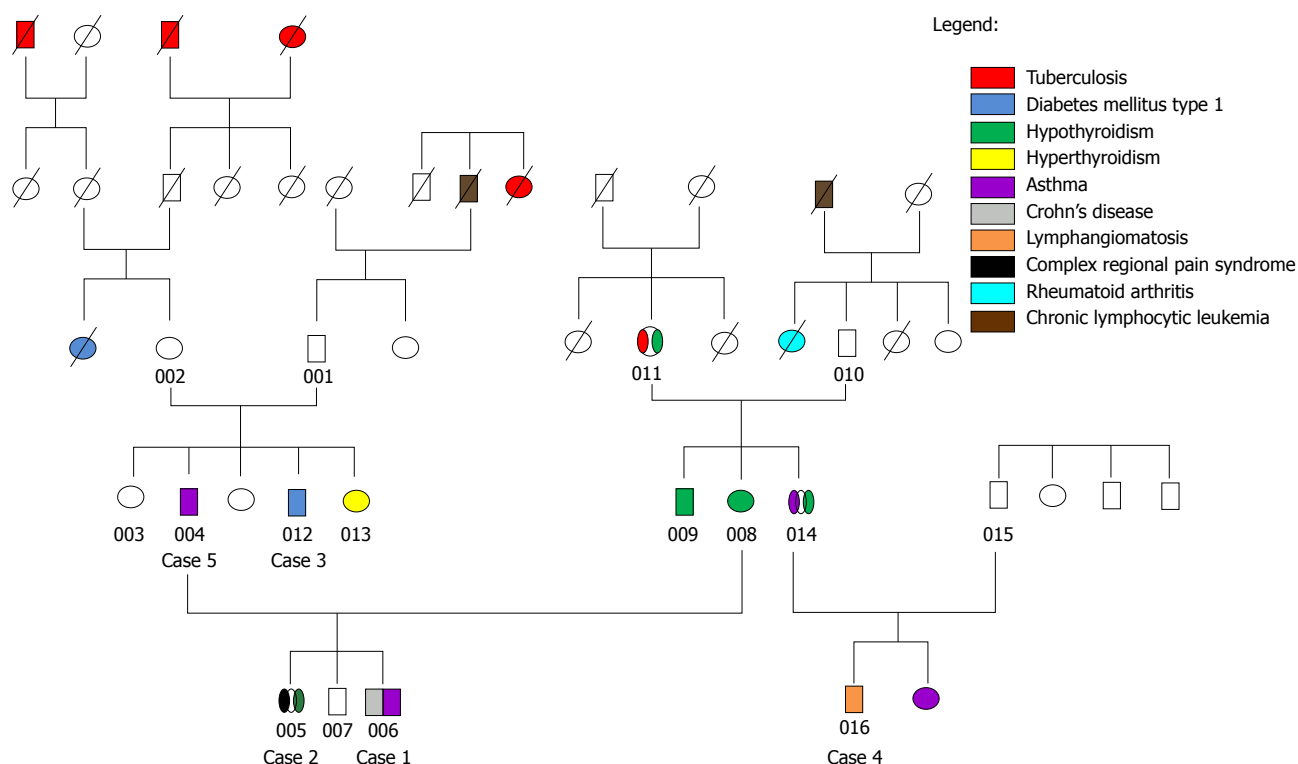 Legend:
Tuberculosis
Diabetes mellitus type 1
Hypothyroidism
Hyperthyroidism
Asthma
Crohn's disease
Lymphangiomatosis
Complex regional pain syndrome
Rheumatoid arthritis
Chronic lymphocytic leukemia
002 001 011 010
003 004 012 013 009 008 014 015
Case 5 Case 3
005 007 006 016
Case 2 Case 1 Case 4